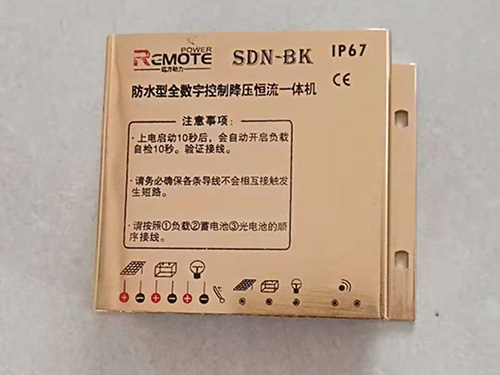 POWER
REMOTE
远方动力
SDN-BK
IP67
CE
防水型全数字控制降压恒流一体机
注意事项:
·上电启动10秒后，会自动开启负载
自检10秒。验证接线。
·请务必确保各条导线不会相互接触发
生短路。
·请按照①负载②蓄电池③光电池的顺
序接线。